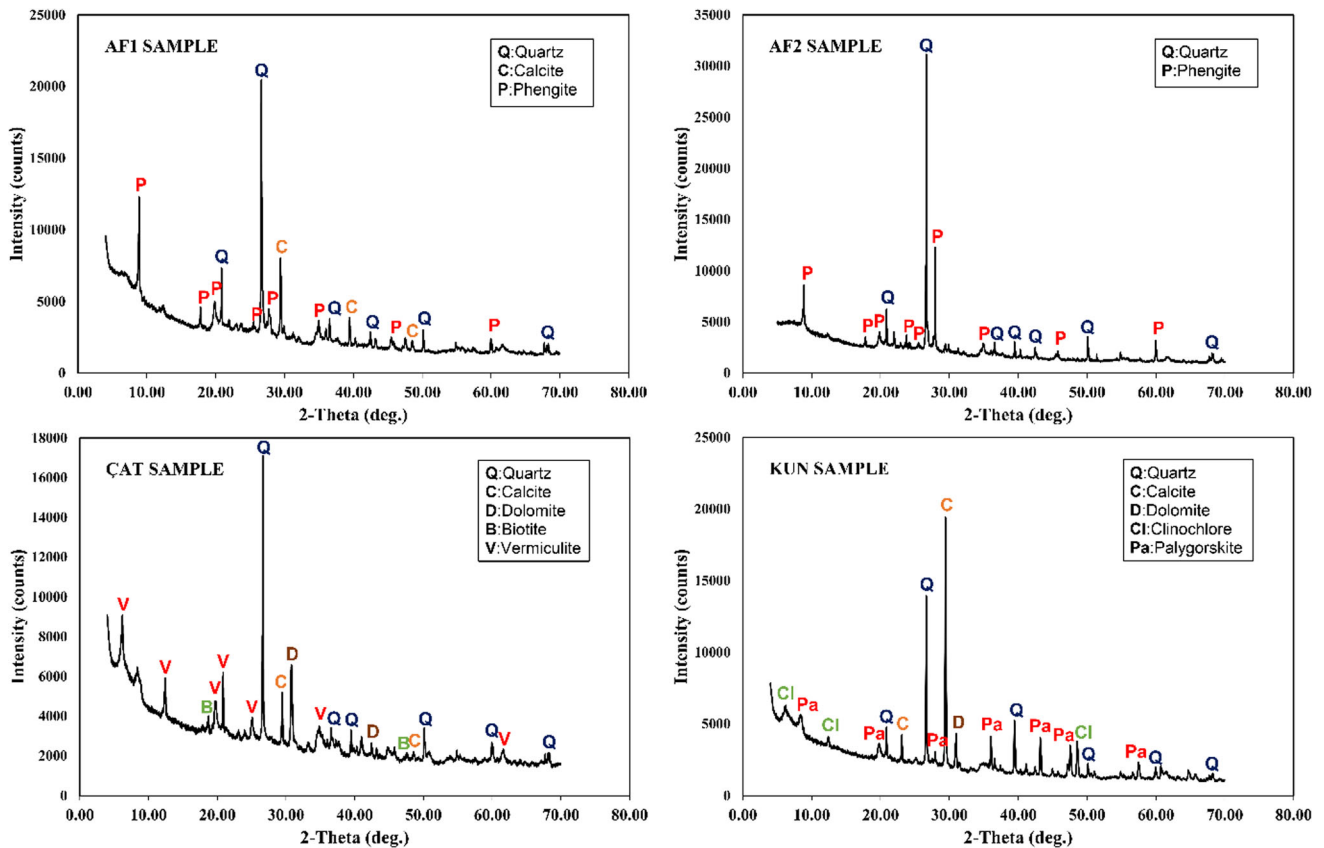 AF1 SAMPLE
Q:Quartz
C:Calcite
P:Phengite
Intensity (counts)
25000
20000
15000
10000
5000
0
P
P
P
Q
P
Q
P
C
P
Q
C
Q
P
C
Q
P
Q
0.00 10.00 20.00 30.00 40.00 50.00 60.00 70.00 80.00
2-Theta (deg.)
AF2 SAMPLE
Q:Quartz
P:Phengite
Intensity (counts)
35000
30000
25000
20000
15000
10000
5000
0
P
P
P
Q
P
P
Q
P
P
Q
Q
Q
P
Q
P
Q
0.00 10.00 20.00 30.00 40.00 50.00 60.00 70.00 80.00
2-Theta (deg.)
ÇAT SAMPLE
Q:Quartz
C:Calcite
D:Dolomite
B:Biotite
V:Vermiculite
Intensity (counts)
18000
16000
14000
12000
10000
8000
6000
4000
2000
0
V
V
B
V
V
V
Q
C
D
V
Q
Q
D
B
C
Q
Q
V
Q
0.00 10.00 20.00 30.00 40.00 50.00 60.00 70.00 80.00
2-Theta (deg.)
KUN SAMPLE
Q:Quartz
C:Calcite
D:Dolomite
Cl:Clinochlore
Pa:Palygorskite
Intensity (counts)
25000
20000
15000
10000
5000
0
Cl
Pa
Cl
Pa
Q
C
Q
Pa
C
D
Pa
Q
Pa
Pa
Cl
Q
Pa
Q
Q
0.00 10.00 20.00 30.00 40.00 50.00 60.00 70.00 80.00
2-Theta (deg.)